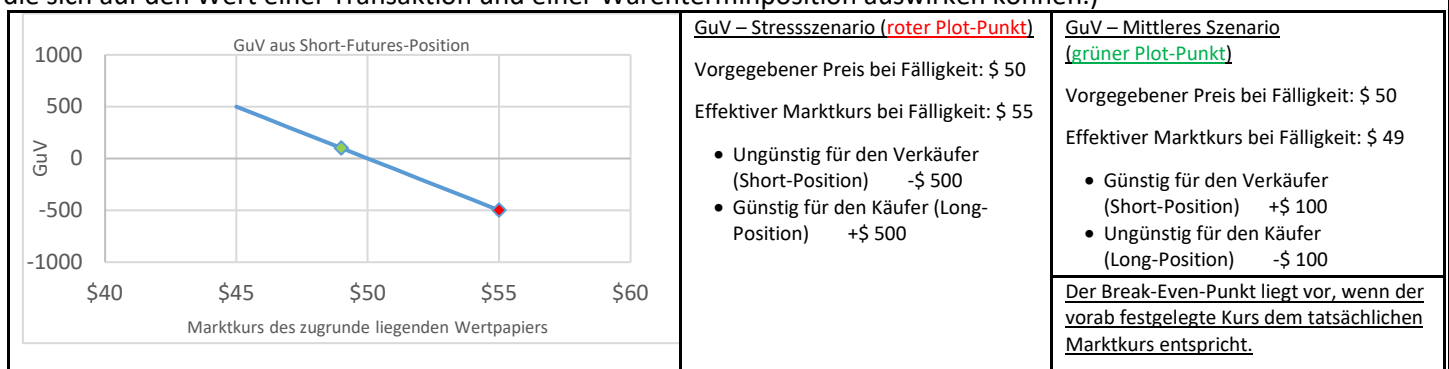 die sich auf den Wert einer Transaktion und einer Warenterminposition auswirken können.)
GuV aus Short-Futures-Position
1000
500
0
-500
-1000
GuV
$40 $45 $50 $55 $60
Marktkurs des zugrunde liegenden Wertpapiers
GuV – Stressszenario (roter Plot-Punkt)
Vorgegebener Preis bei Fälligkeit: $ 50
Effektiver Marktkurs bei Fälligkeit: $ 55
• Ungünstig für den Verkäufer
(Short-Position) -$ 500
• Günstig für den Käufer (Long-
Position) +$ 500
GuV – Mittleres Szenario
(grüner Plot-Punkt)
Vorgegebener Preis bei Fälligkeit: $ 50
Effektiver Marktkurs bei Fälligkeit: $ 49
• Günstig für den Verkäufer
(Short-Position) +$ 100
• Ungünstig für den Käufer
(Long-Position) -$ 100
Der Break-Even-Punkt liegt vor, wenn der
vorab festgelegte Kurs dem tatsächlichen
Marktkurs entspricht.